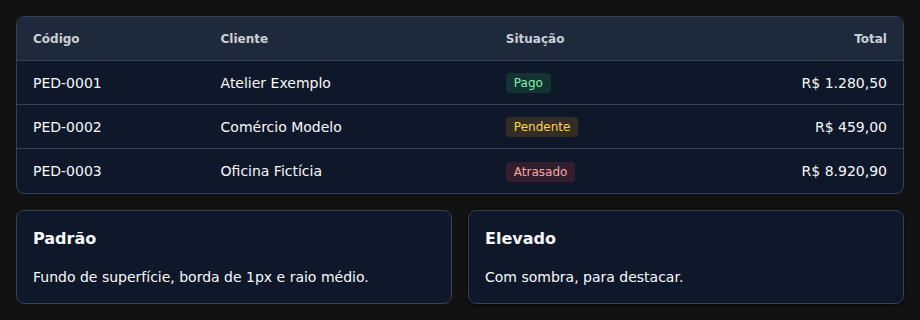 Código Cliente Situação Total
PED-0001 Atelier Exemplo Pago R$ 1.280,50
PED-0002 Comércio Modelo Pendente R$ 459,00
PED-0003 Oficina Fictícia Atrasado R$ 8.920,90
Padrão
Fundo de superfície, borda de 1px e raio médio.
Elevado
Com sombra, para destacar.